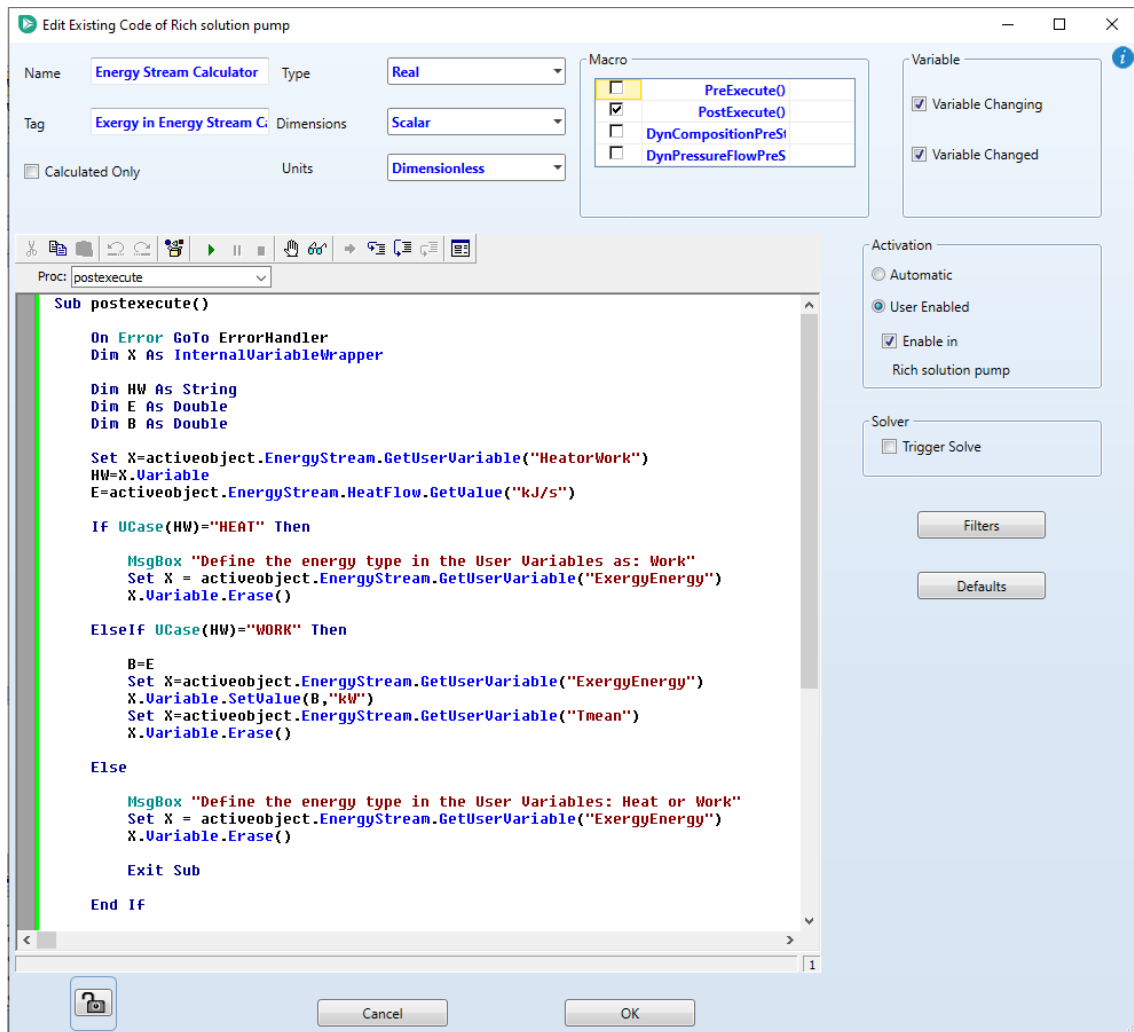 Edit Existing Code of Rich solution pump
Name
Energy Stream Calculator
Type
Real
Tag
Exergy in Energy Stream Ca
Dimensions
Scalar
Calculated Only
Units
Dimensionless
Macro
PreExecute()
PostExecute()
DynCompositionPreSt
DynPressureFlowPreS
Variable
Variable Changing
Variable Changed
i
Proc: postexecute
Sub postexecute()
On Error GoTo ErrorHandler
Dim X As InternalVariableWrapper
Dim HW As String
Dim E As Double
Dim B As Double
Set X=activeobject.EnergyStream.GetUserVariable("HeatorWork")
HW=X.Variable
E=activeobject.EnergyStream.HeatFlow.GetValue("kJ/s")
If UCase(HW)="HEAT" Then
MsgBox "Define the energy type in the User Variables as: Work"
Set X = activeobject.EnergyStream.GetUserVariable("ExergyEnergy")
X.Variable.Erase()
ElseIf UCase(HW)="WORK" Then
B=E
Set X=activeobject.EnergyStream.GetUserVariable("ExergyEnergy")
X.Variable.SetValue(B,"kW")
Set X=activeobject.EnergyStream.GetUserVariable("Tmean")
X.Variable.Erase()
Else
MsgBox "Define the energy type in the User Variables: Heat or Work"
Set X = activeobject.EnergyStream.GetUserVariable("ExergyEnergy")
X.Variable.Erase()
Exit Sub
End If
1
Activation
Automatic
User Enabled
Enable in
Rich solution pump
Solver
Trigger Solve
Filters
Defaults
Cancel
OK